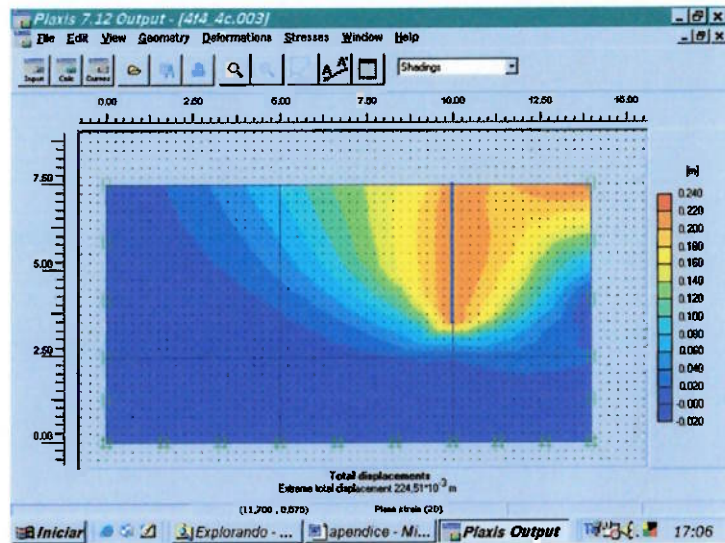 Plaxis 7.12 Output - [4f4_4c.003]
File Edit View Geometry Deformations Stresses Window Help
Input Calc Curves Shadings
0.00 2.50 5.00 7.50 10.00 12.50 15.00
7.50
5.00
2.50
0.00
[m]
0.240
0.220
0.200
0.180
0.160
0.140
0.120
0.100
0.080
0.060
0.040
0.020
-0.000
-0.020
Total displacements
Extreme total displacement 224,51*10-3 m
(11,700 , 0,675) Plane strain (2D)
Iniciar Explorando - ... apendice - Mi... Plaxis Output 17:06